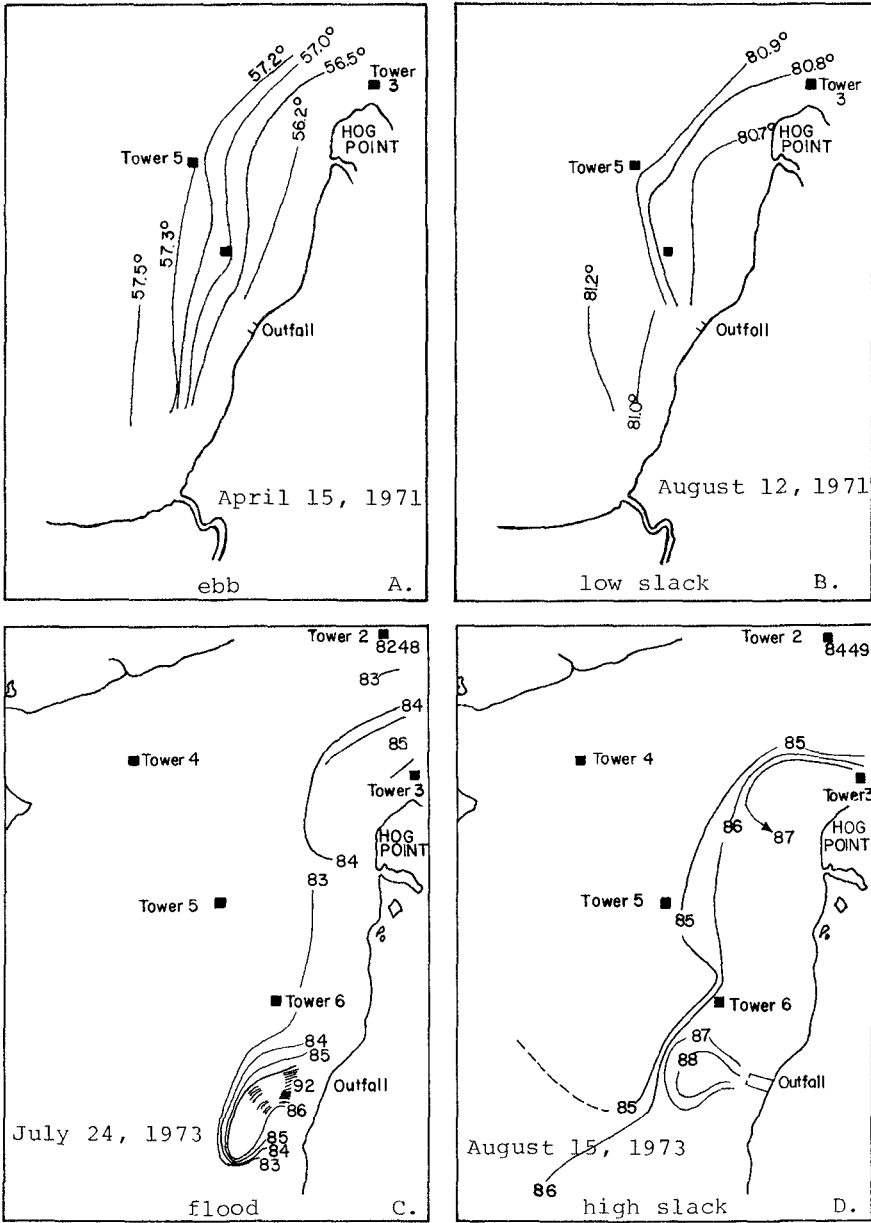 57.2°
57.0°
56.5°
Tower
3
56.2°
HOG
POINT
Tower 5
57.3°
57.5°
Outfall
April 15, 1971
ebb
A.
80.9°
80.8°
Tower
3
80.7°
HOG
POINT
Tower 5
81.2°
Outfall
81.0°
August 12, 1971
low slack
B.
Tower 2
8248
83
84
85
Tower 4
Tower 3
HOG
POINT
84
83
Tower 5
Tower 6
84
85
92
Outfall
86
July 24, 1973
85
84
83
flood
C.
Tower 2
8449
85
Tower 4
Tower 3
86
87
HOG
POINT
Tower 5
85
Tower 6
87
88
Outfall
85
August 15, 1973
86
high slack
D.